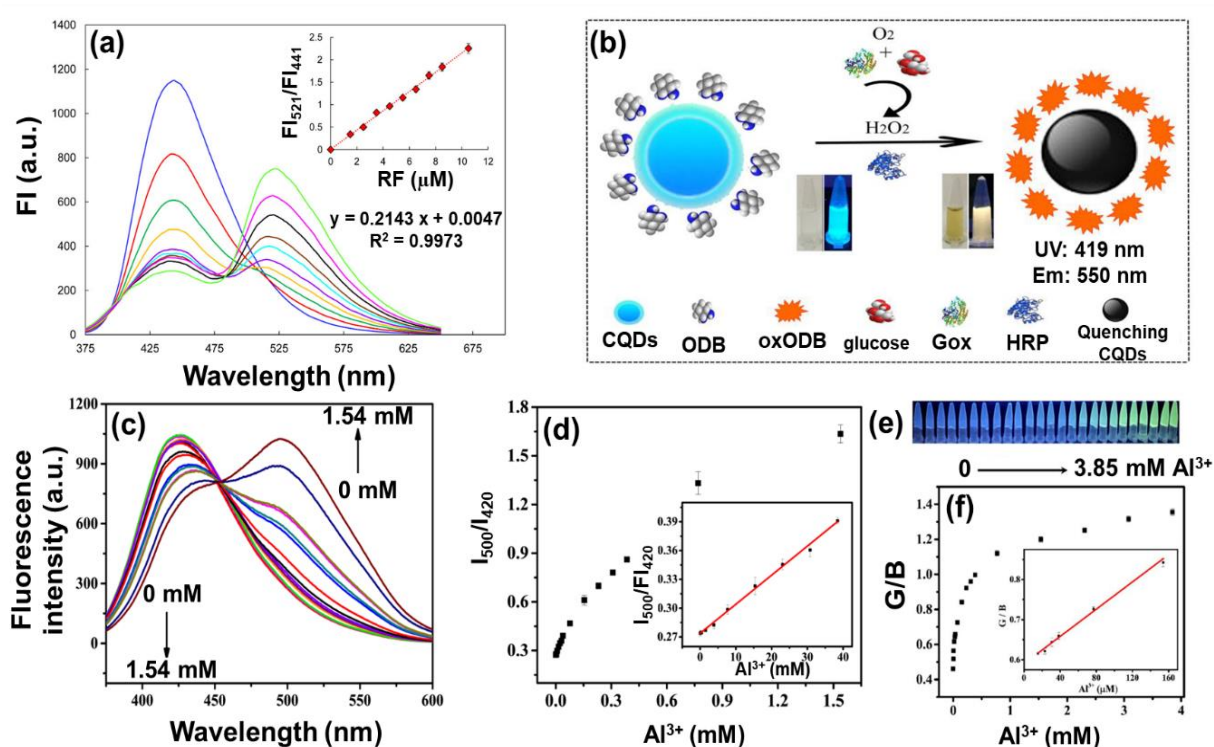 (a)
FI (a.u.)
1400
1200
1000
800
600
400
200
0
375 425 475 525 575 625 675
Wavelength (nm)
FI521/FI441
2.5
2
1.5
1
0.5
0
0 2 4 6 8 10 12
RF (μM)
y = 0.2143 x + 0.0047
R² = 0.9973
(b)
O2
+
H2O2
UV: 419 nm
Em: 550 nm
CQDs ODB oxODB glucose Gox HRP Quenching
CQDs
(c)
Fluorescence
intensity (a.u.)
1200
1050
900
750
600
450
300
150
0
1.54 mM
0 mM
0 mM
1.54 mM
400 450 500 550 600
Wavelength (nm)
(d)
I500/I420
1.8
1.5
1.2
0.9
0.6
0.3
0.0 0.3 0.6 0.9 1.2 1.5
Al3+ (mM)
I500/FI420
0.39
0.36
0.33
0.30
0.27
0 10 20 30 40
Al3+ (mM)
(e)
0 3.85 mM Al3+
(f)
G/B
1.4
1.2
1.0
0.8
0.6
0.4
0 1 2 3 4
Al3+ (mM)
G / B
0.8
0.7
0.6
0 40 80 120 160
Al3+ (μM)